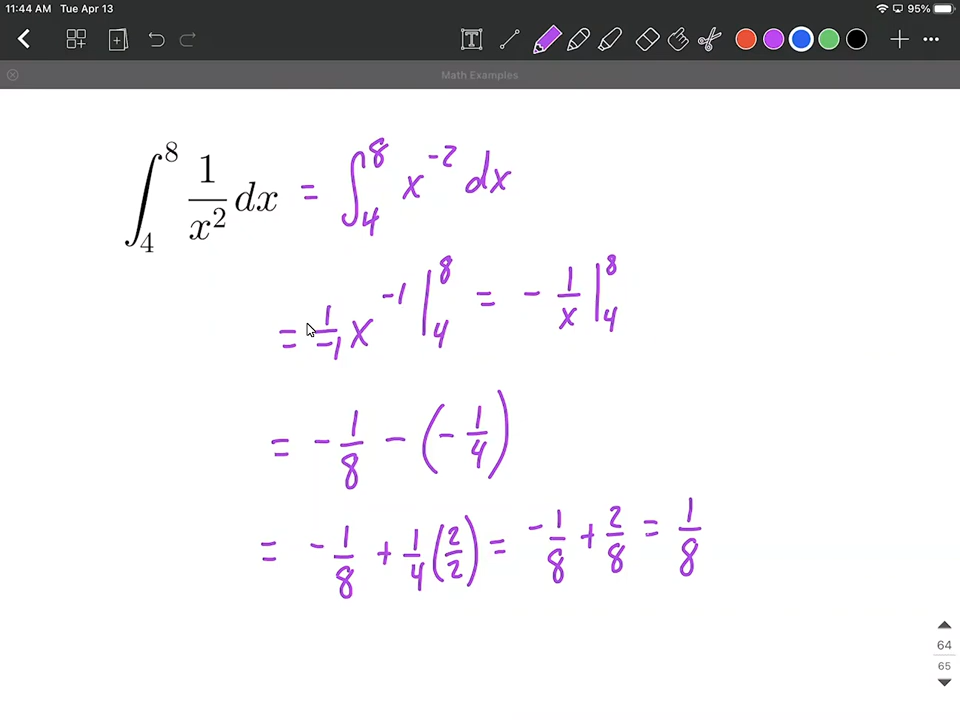 11:44 AM Tue Apr 13 95%
Math Examples
∫₄⁸ 1/x² dx = ∫₄⁸ x⁻² dx
= 1/-1 x⁻¹ |₄⁸ = - 1/x |₄⁸
= - 1/8 - (- 1/4)
= - 1/8 + 1/4 (2/2) = - 1/8 + 2/8 = 1/8
64
65